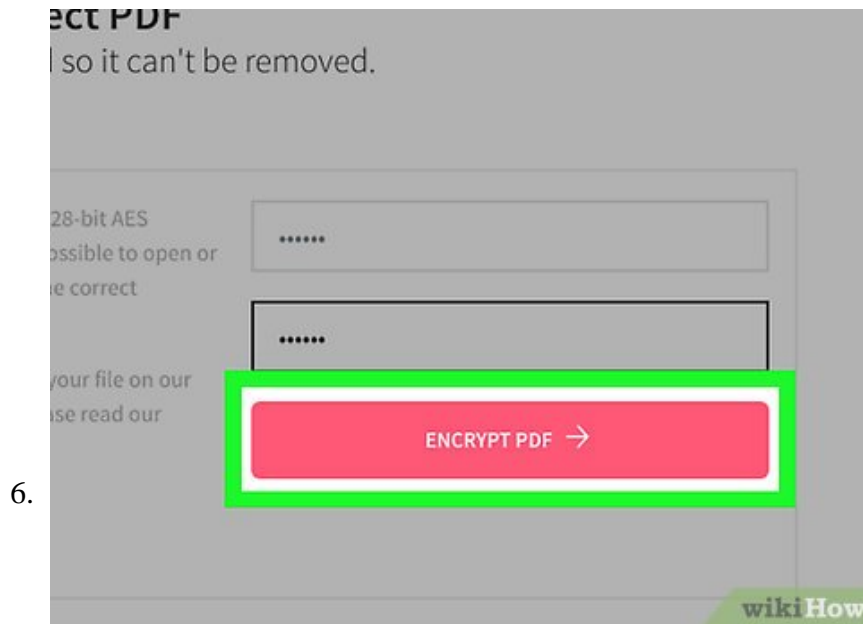 ect PDF
l so it can't be removed.
28-bit AES
ossible to open or
e correct
••••••
••••••
your file on our
ase read our
ENCRYPT PDF →
6.
wikiHow